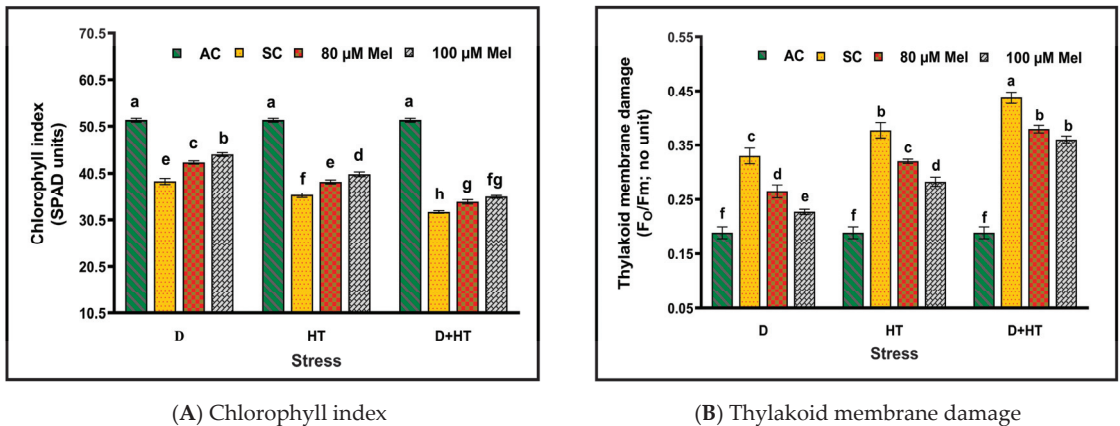 70.5
60.5
50.5
40.5
30.5
20.5
10.5
Chlorophyll index
(SPAD units)
AC SC 80 µM Mel 100 µM Mel
a e c b
a f e d
a h g fg
D HT D+HT
Stress
(A) Chlorophyll index
0.55
0.45
0.35
0.25
0.15
0.05
Thylakoid membrane damage
(FO/Fm; no unit)
AC SC 80 µM Mel 100 µM Mel
f c d e
f b c d
f a b b
D HT D+HT
Stress
(B) Thylakoid membrane damage